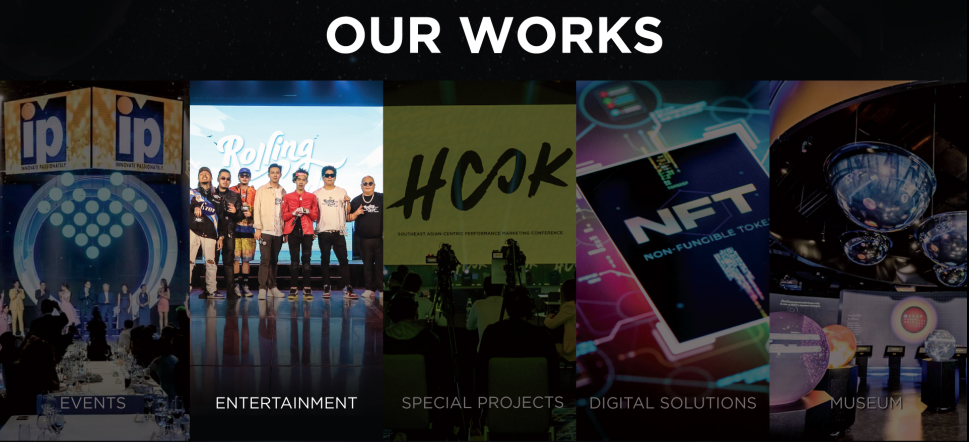 OUR WORKS
ip
INNOVATE PASSIONATELY
ip
INNOVATE PASSIONATELY
Rolling
HOOK
SOUTHEAST ASIAN-CENTRIC PERFORMANCE MARKETING CONFERENCE
NFT
NON-FUNGIBLE TOKE
EVENTS
ENTERTAINMENT
SPECIAL PROJECTS
DIGITAL SOLUTIONS
MUSEUM